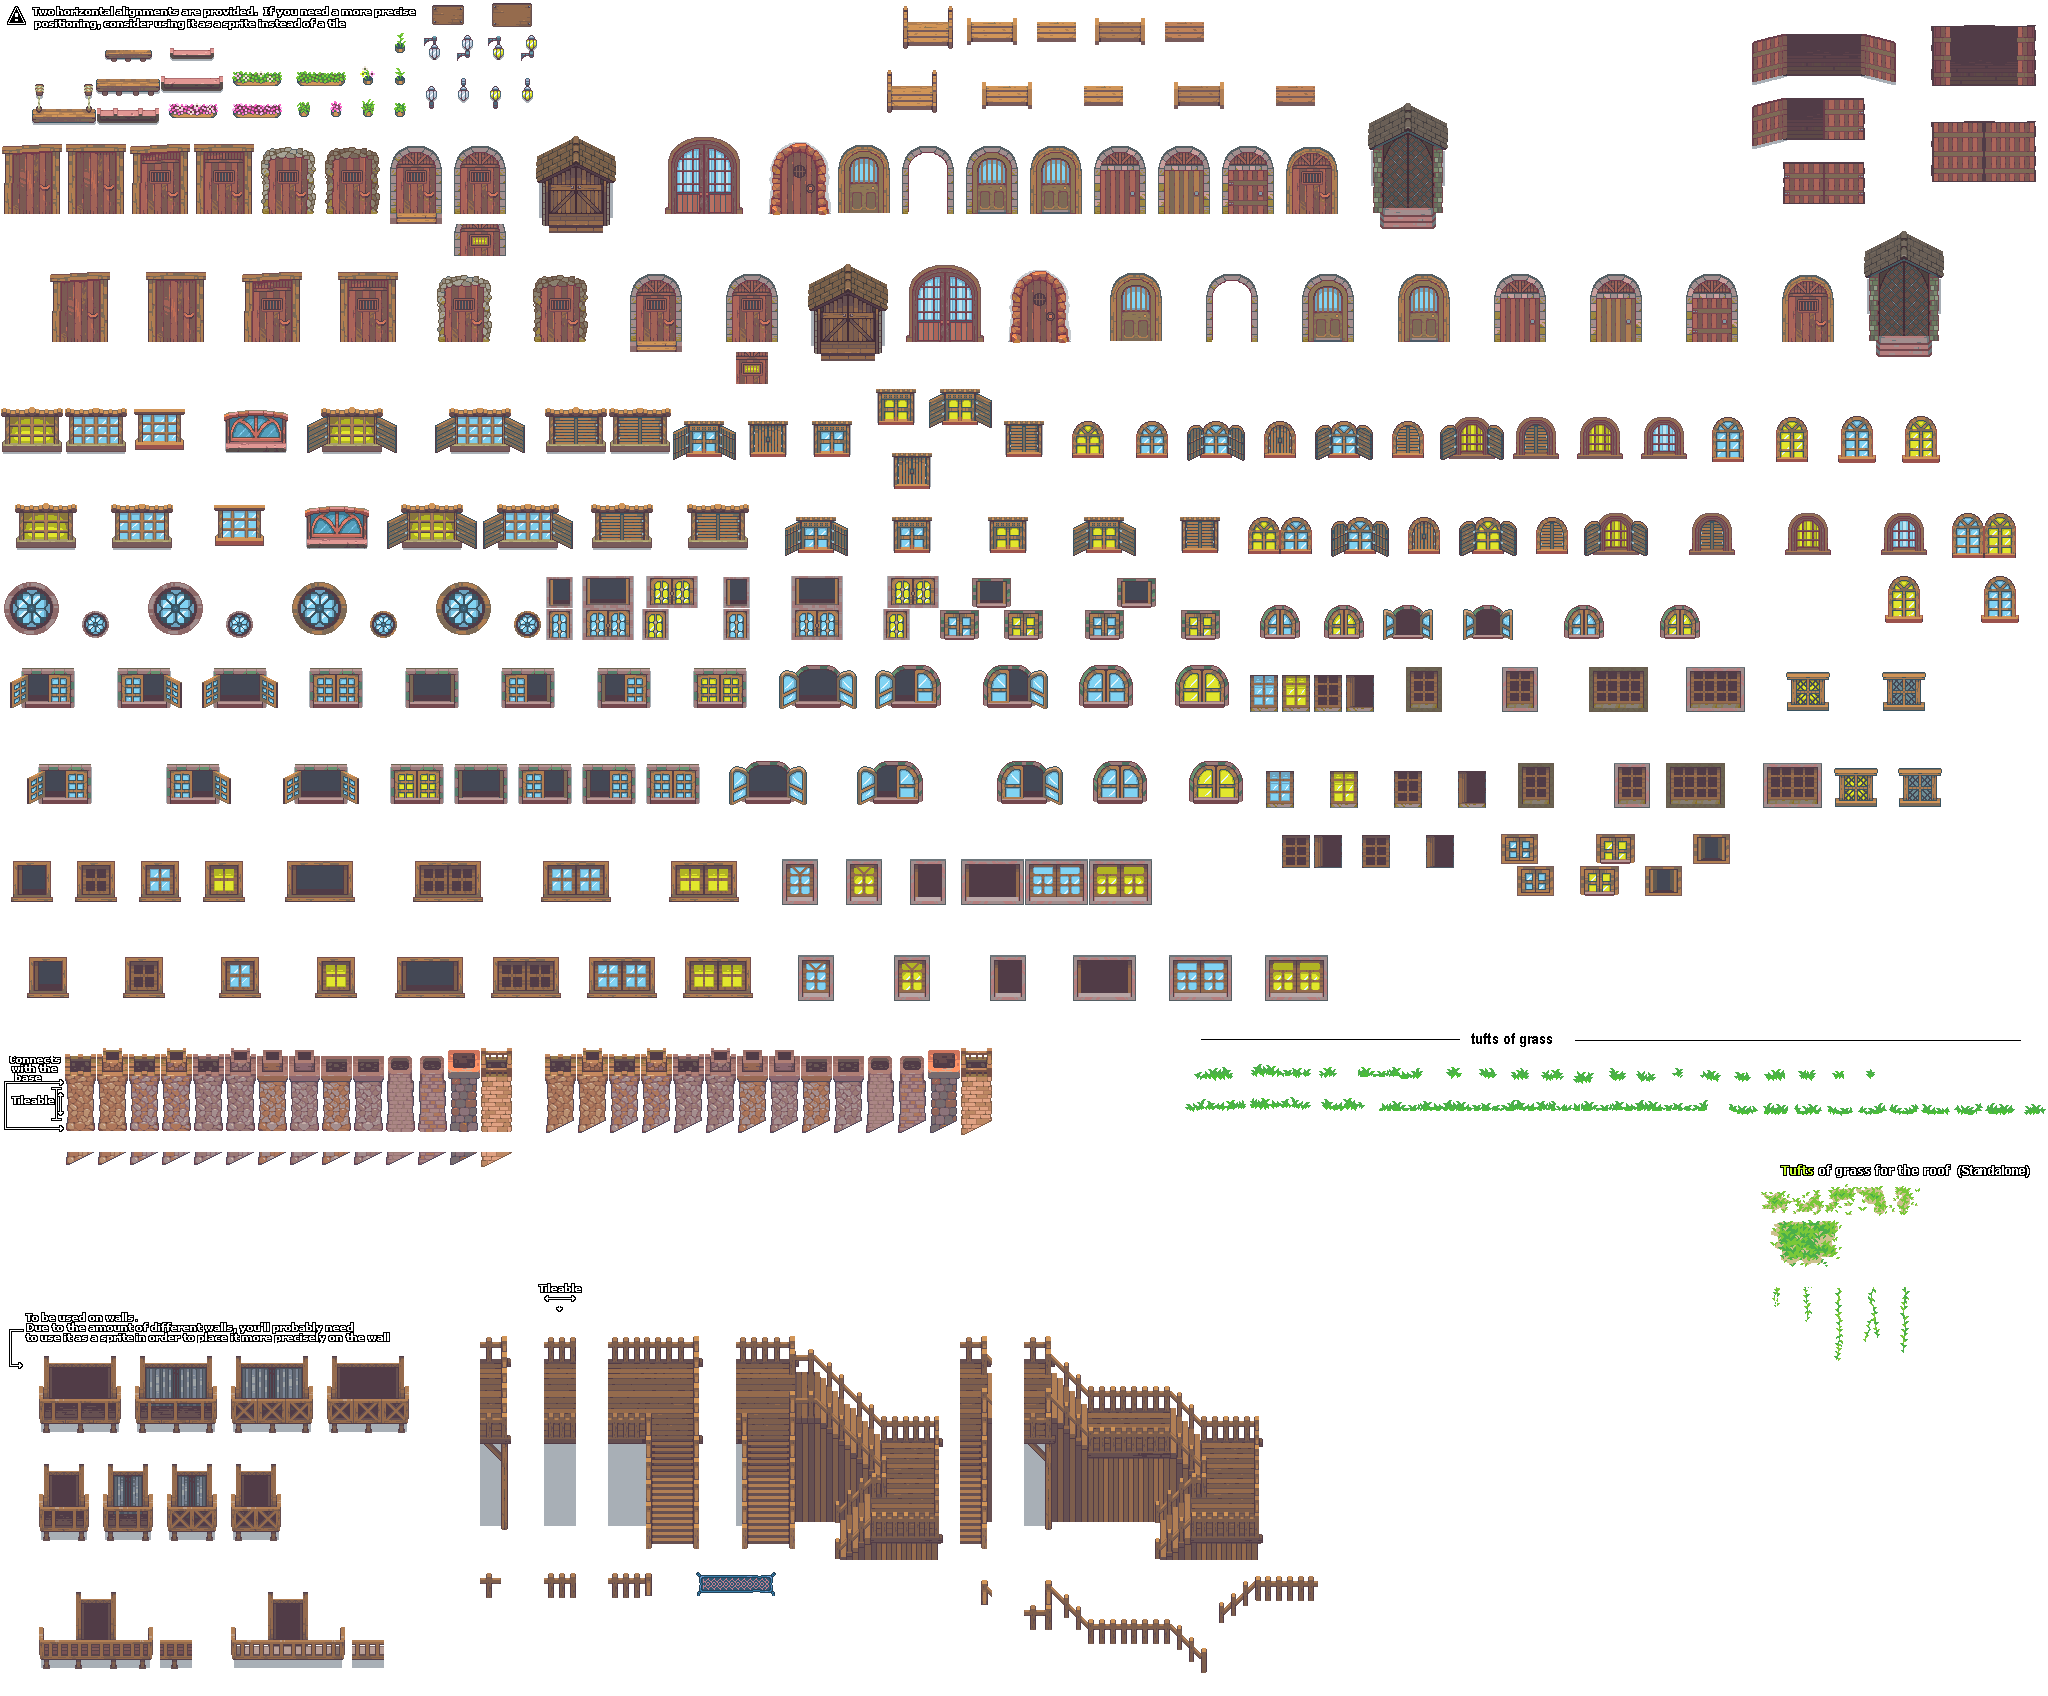 Two horizontal alignments are provided. If you need a more precise
positioning, consider using it as a sprite instead of a tile
Connects
with the
base
Tileable
tufts of grass
Tufts of grass for the roof (Standalone)
Tileable
To be used on walls.
Due to the amount of different walls, you'll probably need
to use it as a sprite in order to place it more precisely on the wall